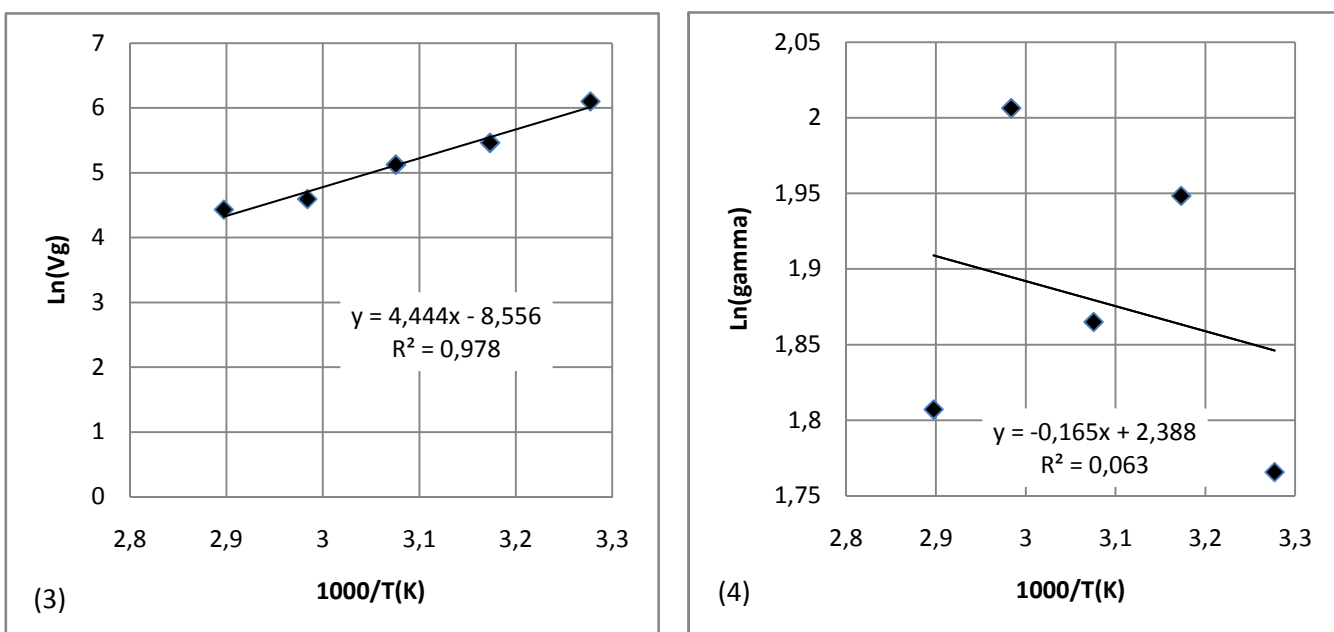 7
6
5
4
3
2
1
0
2,8 2,9 3 3,1 3,2 3,3
Ln(Vg)
1000/T(K)
y = 4,444x - 8,556
R² = 0,978
(3)
2,05
2
1,95
1,9
1,85
1,8
1,75
2,8 2,9 3 3,1 3,2 3,3
Ln(gamma)
1000/T(K)
y = -0,165x + 2,388
R² = 0,063
(4)